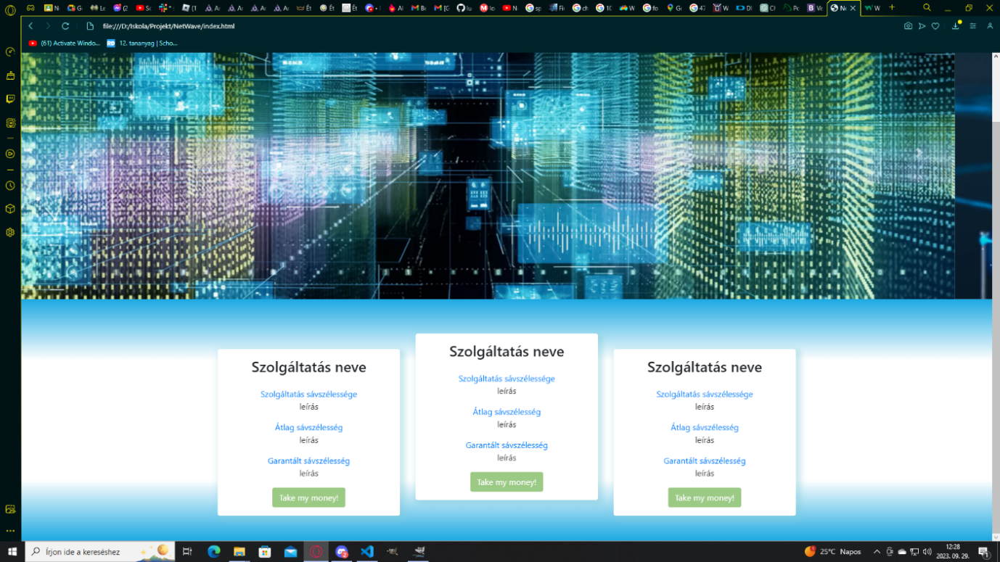 file:///D:/Iskola/Projekt/NetWave/index.html
(61) Activate Windo...
RD
12. tananyag | Scho...
Szolgáltatás neve
Szolgáltatás sávszélessége
leírás
Átlag sávszélesség
leírás
Garantált sávszélesség
leírás
Take my money!
Szolgáltatás neve
Szolgáltatás sávszélessége
leírás
Átlag sávszélesség
leírás
Garantált sávszélesség
leírás
Take my money!
Szolgáltatás neve
Szolgáltatás sávszélessége
leírás
Átlag sávszélesség
leírás
Garantált sávszélesség
leírás
Take my money!
Írjon ide a kereséshez
25°C Napos
12:28
2023. 09. 29.